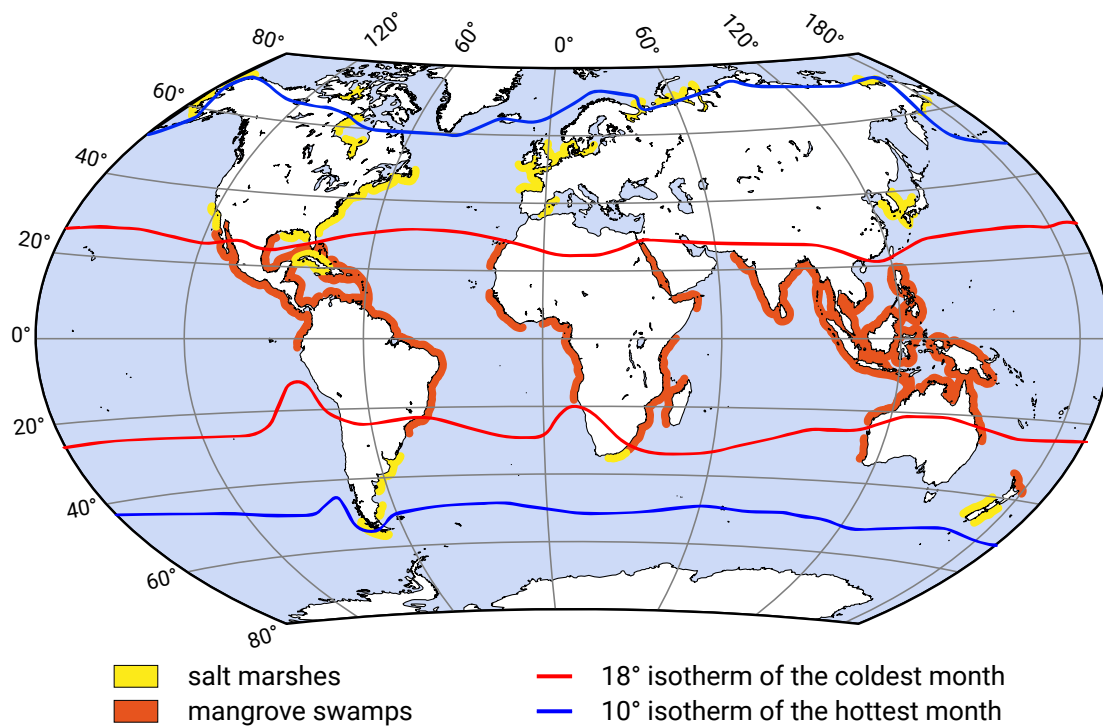 80° 120° 60° 0° 60° 120° 180°
60°
40°
20°
0°
20°
40°
60°
80°
salt marshes
mangrove swamps
18° isotherm of the coldest month
10° isotherm of the hottest month